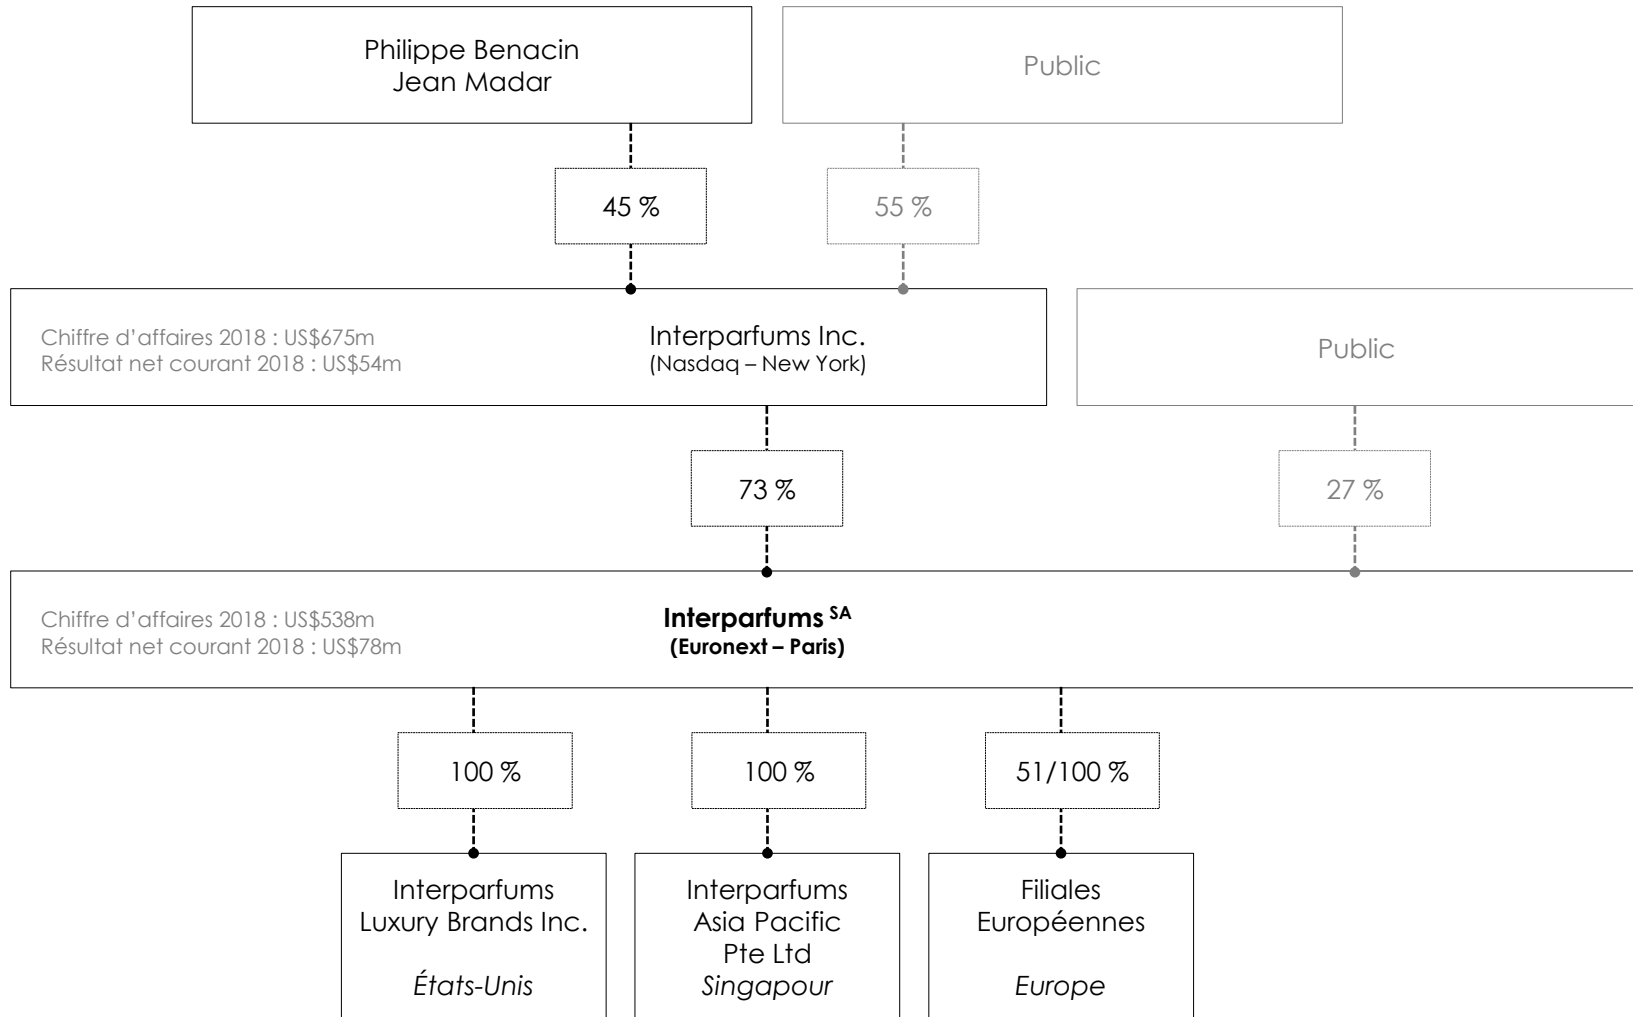 Philippe Benacin
Jean Madar
Public
45 %
55 %
Chiffre d’affaires 2018 : US$675m
Résultat net courant 2018 : US$54m
Interparfums Inc.
(Nasdaq – New York)
Public
73 %
27 %
Chiffre d’affaires 2018 : US$538m
Résultat net courant 2018 : US$78m
Interparfums SA
(Euronext – Paris)
100 %
100 %
51/100 %
Interparfums
Luxury Brands Inc.
États-Unis
Interparfums
Asia Pacific
Pte Ltd
Singapour
Filiales
Européennes
Europe